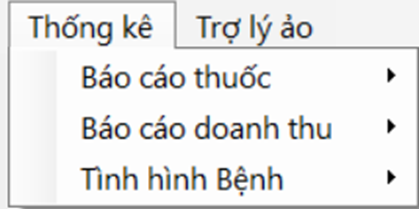 Thống kê Trợ lý ảo
Báo cáo thuốc
Báo cáo doanh thu
Tình hình Bệnh